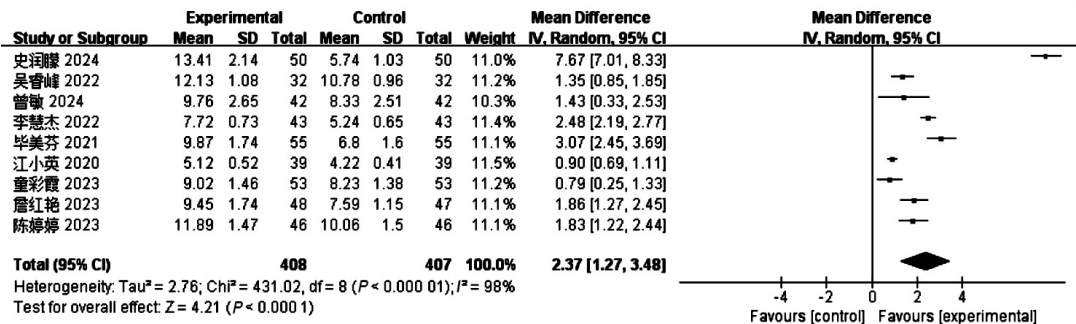 Experimental Control Mean Difference Mean Difference
Study or Subgroup Mean SD Total Mean SD Total Weight IV, Random, 95% CI IV, Random, 95% CI
史润朦 2024 13.41 2.14 50 5.74 1.03 50 11.0% 7.67 [7.01, 8.33]
吴睿峰 2022 12.13 1.08 32 10.78 0.96 32 11.2% 1.35 [0.85, 1.85]
曾敏 2024 9.76 2.65 42 8.33 2.51 42 10.3% 1.43 [0.33, 2.53]
李慧杰 2022 7.72 0.73 43 5.24 0.65 43 11.3% 2.48 [2.19, 2.77]
毕美芬 2021 9.87 1.74 55 6.8 1.6 55 11.1% 3.07 [2.45, 3.69]
江小英 2020 5.12 0.52 39 4.22 0.41 39 11.3% 0.90 [0.69, 1.11]
童彩霞 2023 9.02 1.46 53 8.23 1.38 53 11.2% 0.79 [0.25, 1.33]
詹红艳 2023 9.45 1.74 48 7.59 1.15 47 11.1% 1.86 [1.27, 2.45]
陈婷婷 2023 11.89 1.47 46 10.06 1.5 46 11.1% 1.83 [1.22, 2.44]
Total (95% CI) 408 407 100.0% 2.37 [1.27, 3.48]
Heterogeneity: Tau² = 2.76; Chi² = 431.02, df = 8 (P < 0.000 01); I² = 98%
Test for overall effect: Z = 4.21 (P < 0.000 1)
-4 -2 0 2 4
Favours [control] Favours [experimental]